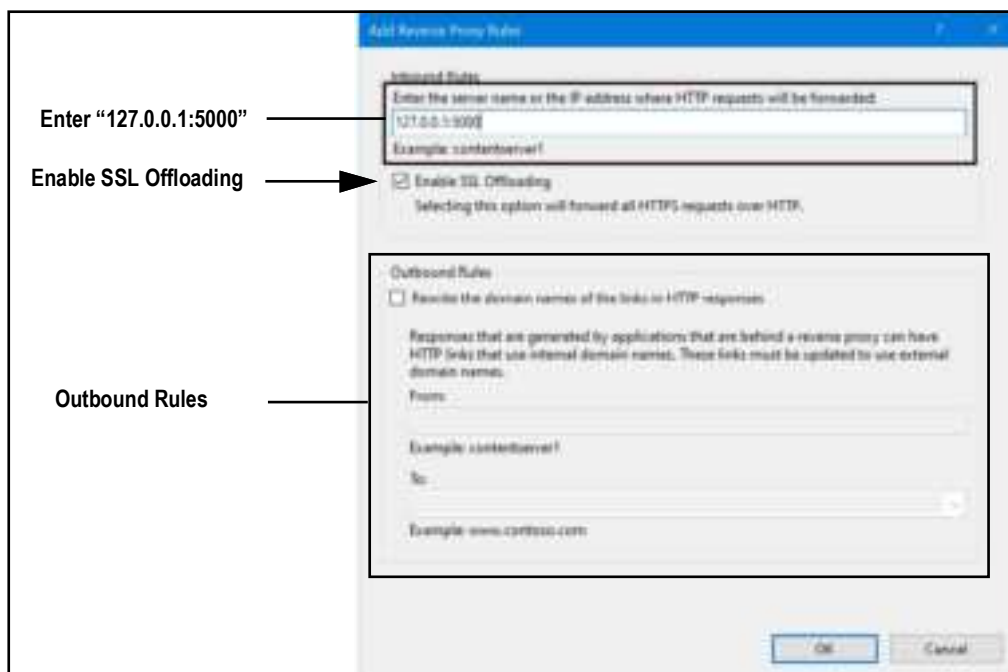 Add Reverse Proxy Rules
Inbound Rules
Enter the server name or the IP address where HTTP requests will be forwarded:
Enter “127.0.0.1:5000”
127.0.0.1:5000
Example: contentserver1
Enable SSL Offloading
Enable SSL Offloading
Selecting this option will forward all HTTPS requests over HTTP.
Outbound Rules
Rewrite the domain names of the links in HTTP responses
Responses that are generated by applications that are behind a reverse proxy can have
HTTP links that use internal domain names. These links must be updated to use external
domain names.
From:
Outbound Rules
Example: contentserver1
To:
Example: www.contoso.com
OK
Cancel